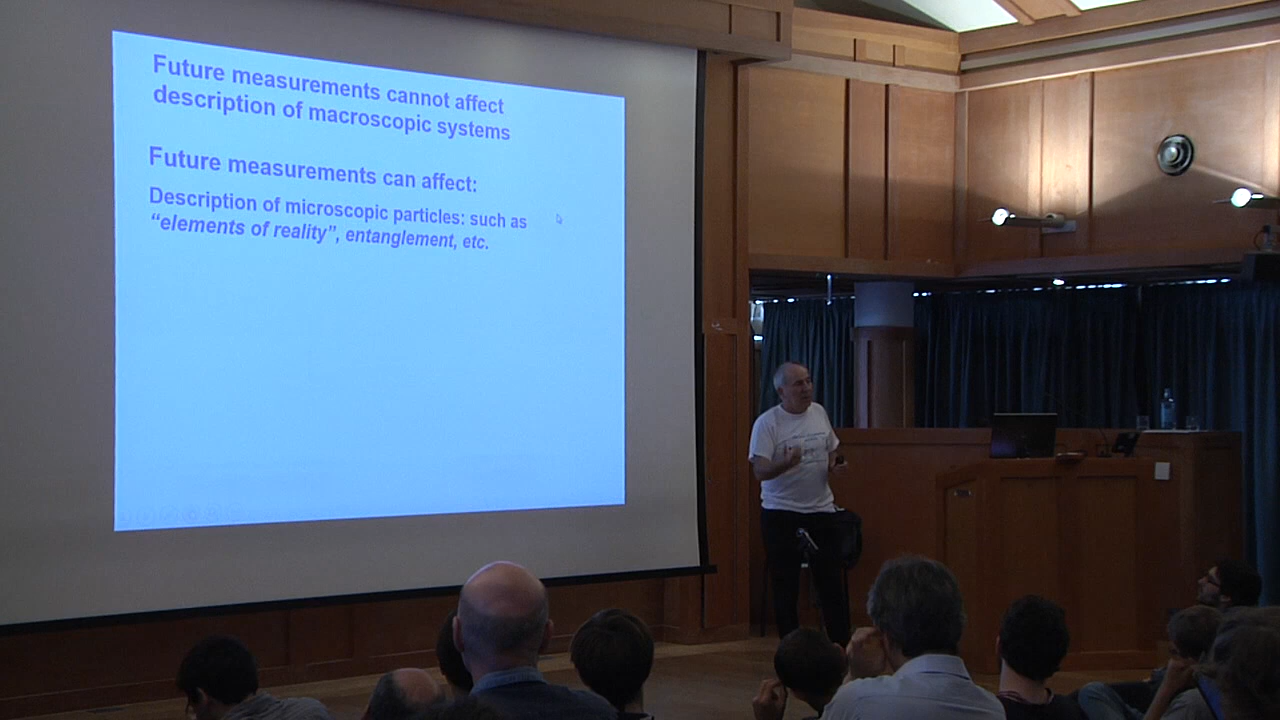 Future measurements cannot affect
description of macroscopic systems
Future measurements can affect:
Description of microscopic particles: such as
“elements of reality”, entanglement, etc.